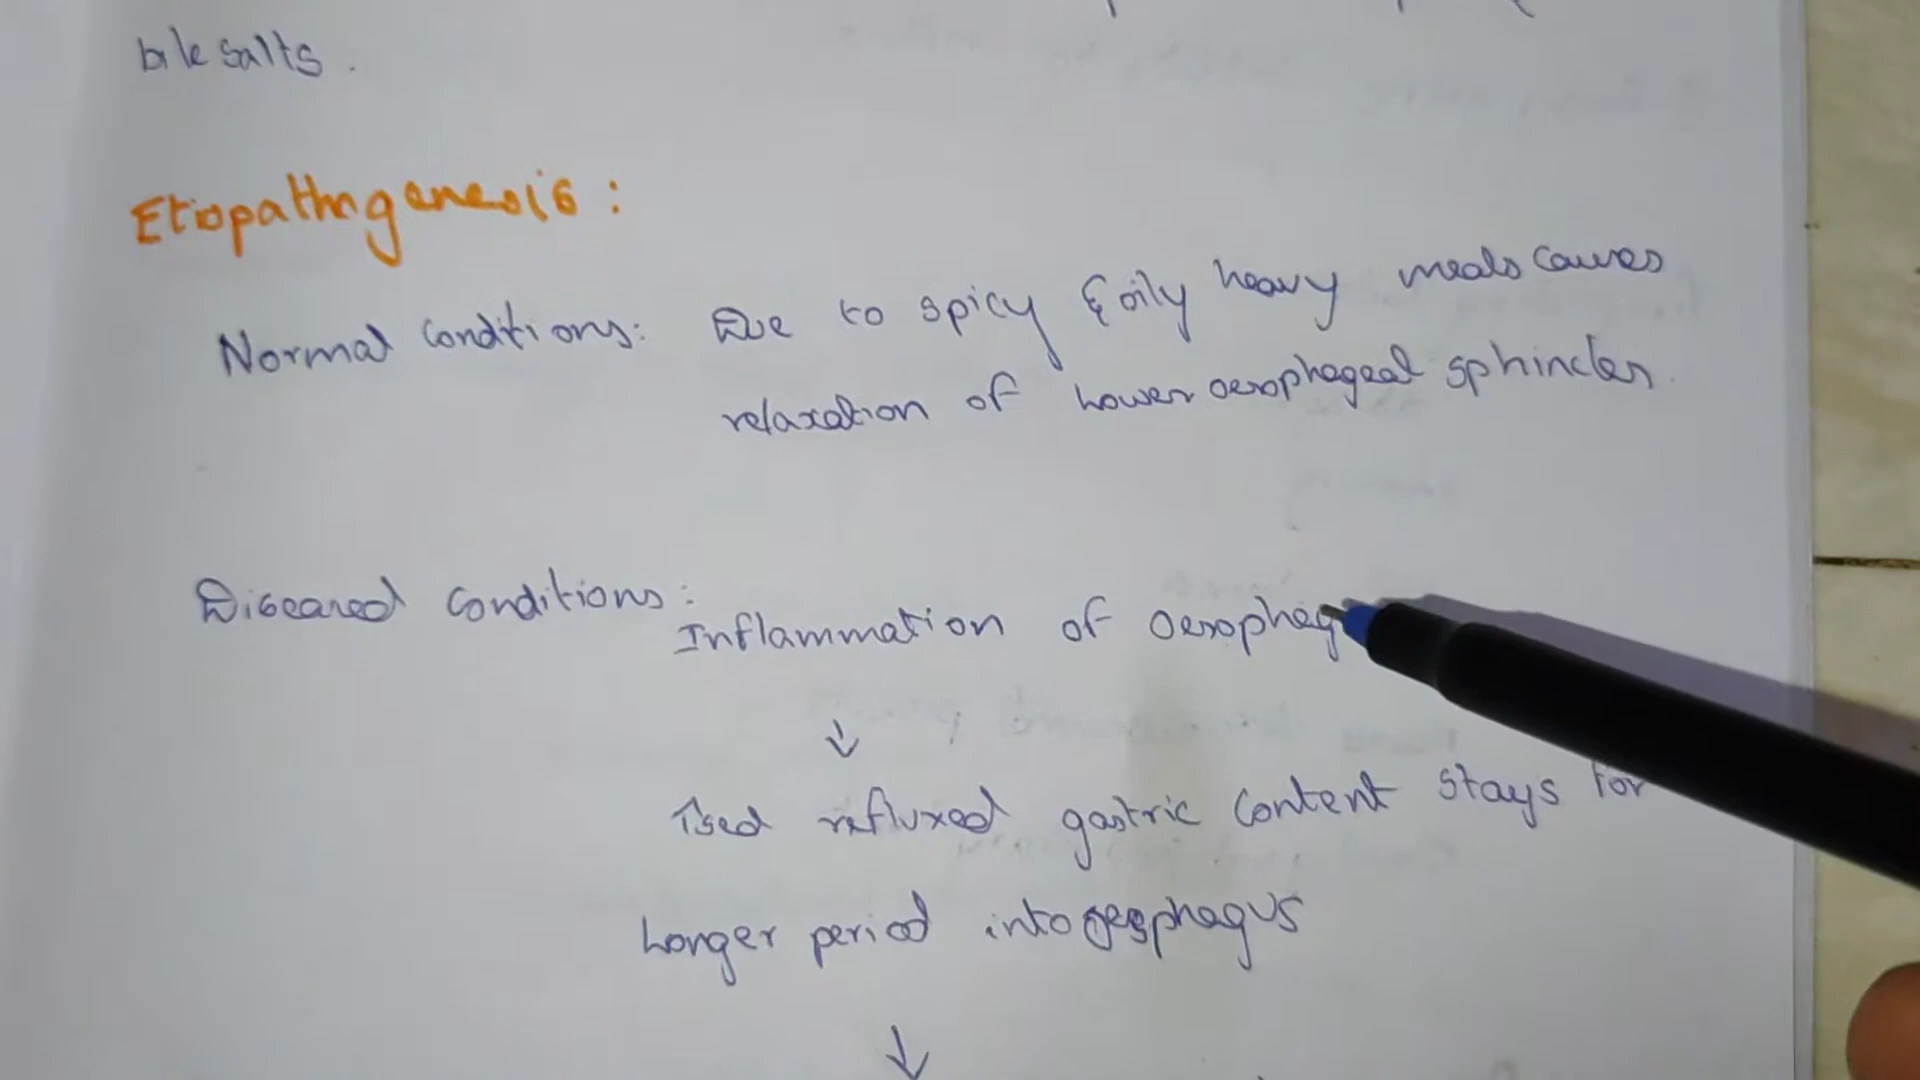 bile salts.
Etiopathogenesis:
Normal Conditions: Due to spicy & oily heavy meals causes
relaxation of Lower oesophageal sphincter.
Diseased Conditions:
Inflammation of Oesophag
↓
↑sed refluxed gastric Content stays for
Longer period into oesophagus
↓